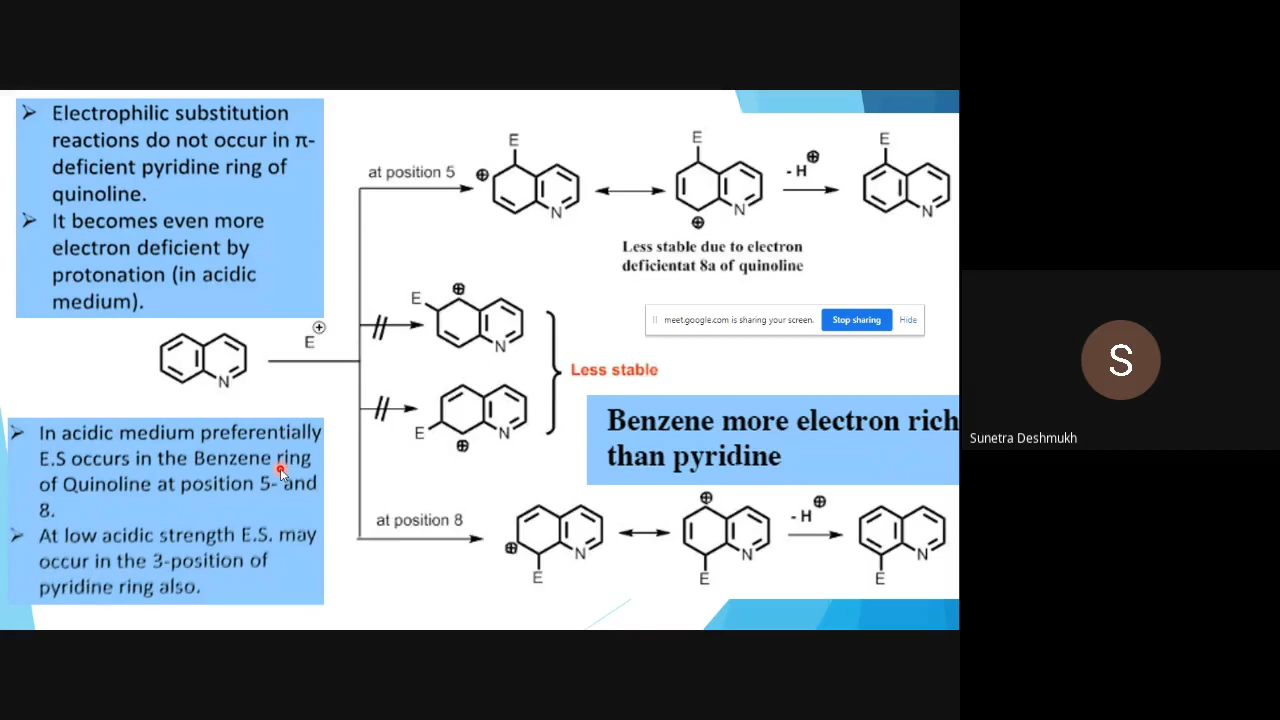 ➢ Electrophilic substitution
reactions do not occur in π-
deficient pyridine ring of
quinoline.
➢ It becomes even more
electron deficient by
protonation (in acidic
medium).
N
E
⊕
➢ In acidic medium preferentially
E.S occurs in the Benzene ring
of Quinoline at position 5- and
8.
➢ At low acidic strength E.S. may
occur in the 3-position of
pyridine ring also.
at position 5
E
⊕
N
E
N
⊕
- H ⊕
E
N
Less stable due to electron
deficientat 8a of quinoline
E
⊕
N
E
⊕
N
Less stable
meet.google.com is sharing your screen. Stop sharing Hide
Benzene more electron rich
than pyridine
at position 8
⊕
N
E
⊕
N
E
- H ⊕
N
E
S
Sunetra Deshmukh